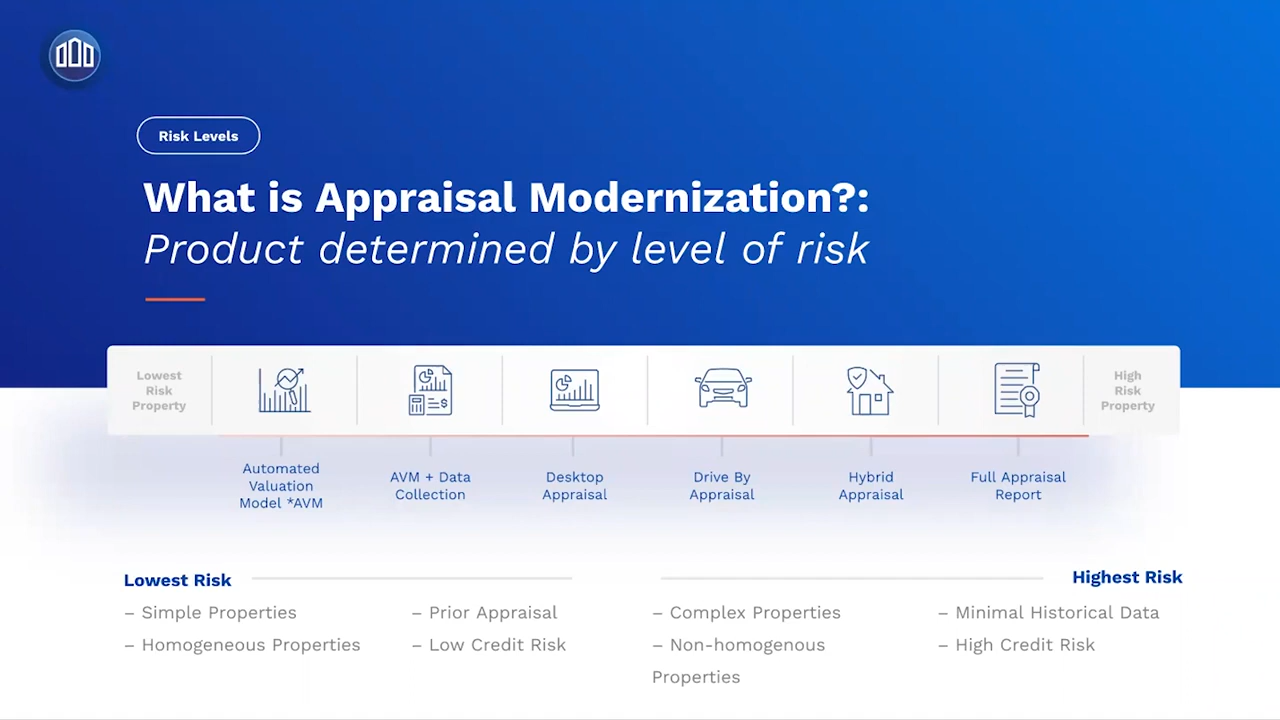 Risk Levels
What is Appraisal Modernization?:
Product determined by level of risk
Lowest
Risk
Property
High
Risk
Property
Automated
Valuation
Model *AVM
AVM + Data
Collection
Desktop
Appraisal
Drive By
Appraisal
Hybrid
Appraisal
Full Appraisal
Report
Lowest Risk
– Simple Properties
– Homogeneous Properties
– Prior Appraisal
– Low Credit Risk
Highest Risk
– Complex Properties
– Non-homogenous
Properties
– Minimal Historical Data
– High Credit Risk